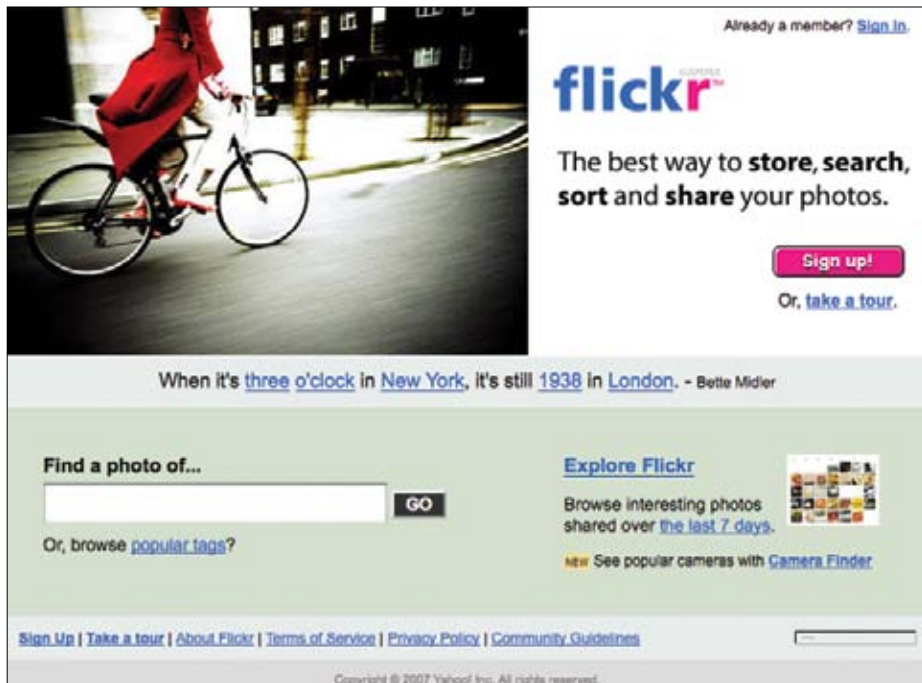 Already a member? Sign In.
flickr™
The best way to store, search,
sort and share your photos.
Sign up!
Or, take a tour.
When it's three o'clock in New York, it's still 1938 in London. - Bette Midler
Find a photo of...
GO
Or, browse popular tags?
Explore Flickr
Browse interesting photos
shared over the last 7 days.
NEW See popular cameras with Camera Finder
Sign Up | Take a tour | About Flickr | Terms of Service | Privacy Policy | Community Guidelines
Copyright © 2007 Yahoo! Inc. All rights reserved.